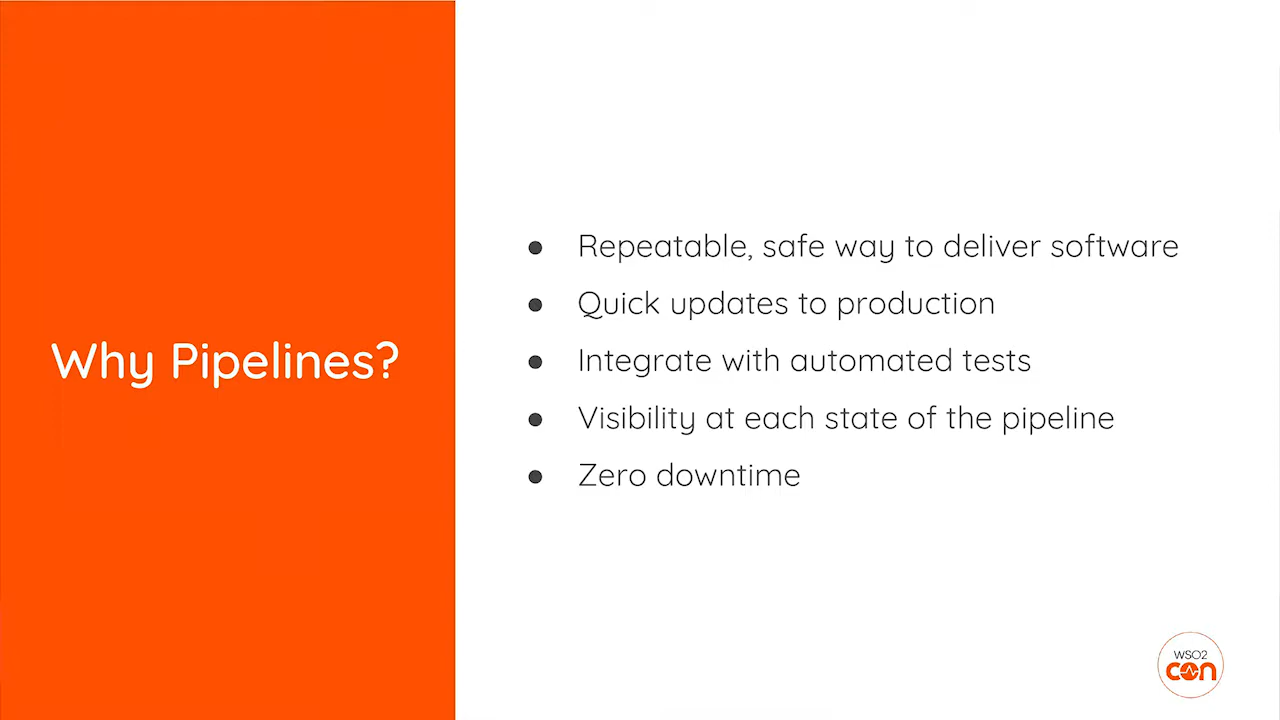 Why Pipelines?
● Repeatable, safe way to deliver software
● Quick updates to production
● Integrate with automated tests
● Visibility at each state of the pipeline
● Zero downtime
WSO2
con